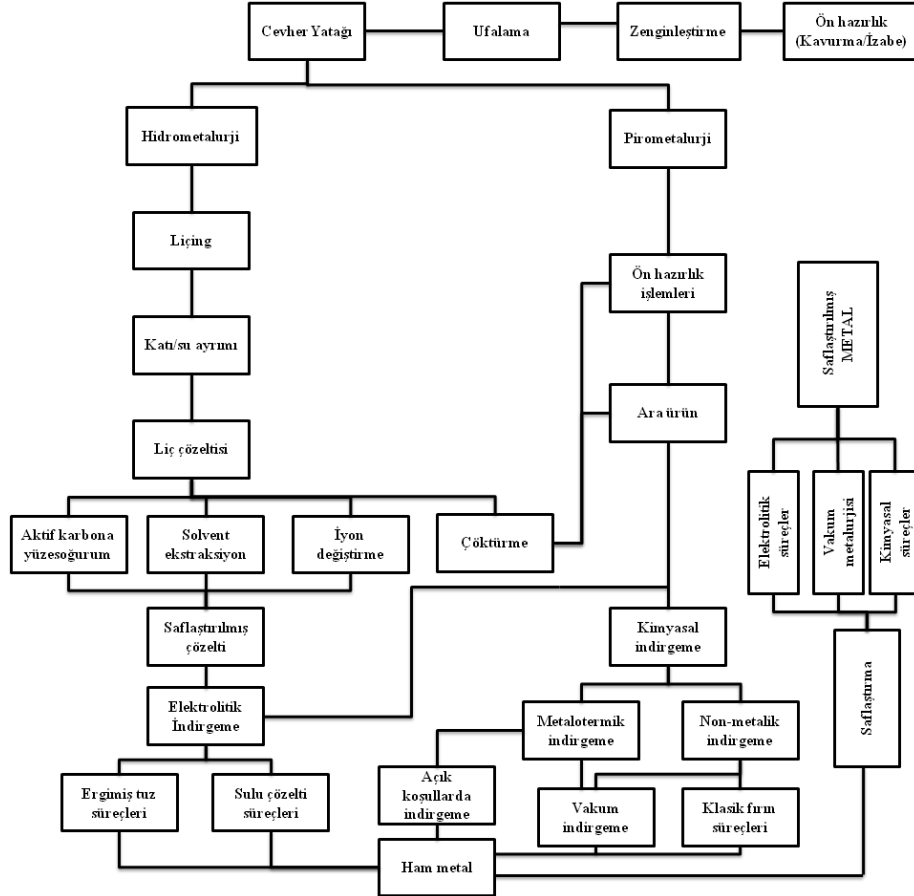 Cevher Yatağı
Ufalama
Zenginleştirme
Ön hazırlık
(Kavurma/İzabe)
Hidrometalurji
Pirometalurji
Liçing
Ön hazırlık
işlemleri
Saflaştırılmış
METAL
Katı/su ayrımı
Ara ürün
Liç çözeltisi
Aktif karbona
yüzesoğurum
Solvent
ekstraksiyon
İyon
değiştirme
Çöktürme
Elektrolitik
süreçler
Vakum
metalurjisi
Kimyasal
süreçler
Saflaştırılmış
çözelti
Kimyasal
indirgeme
Saflaştırma
Elektrolitik
İndirgeme
Metalotermik
indirgeme
Non-metalik
indirgeme
Ergimiş tuz
süreçleri
Sulu çözelti
süreçleri
Açık
koşullarda
indirgeme
Vakum
indirgeme
Klasik fırın
süreçleri
Ham metal